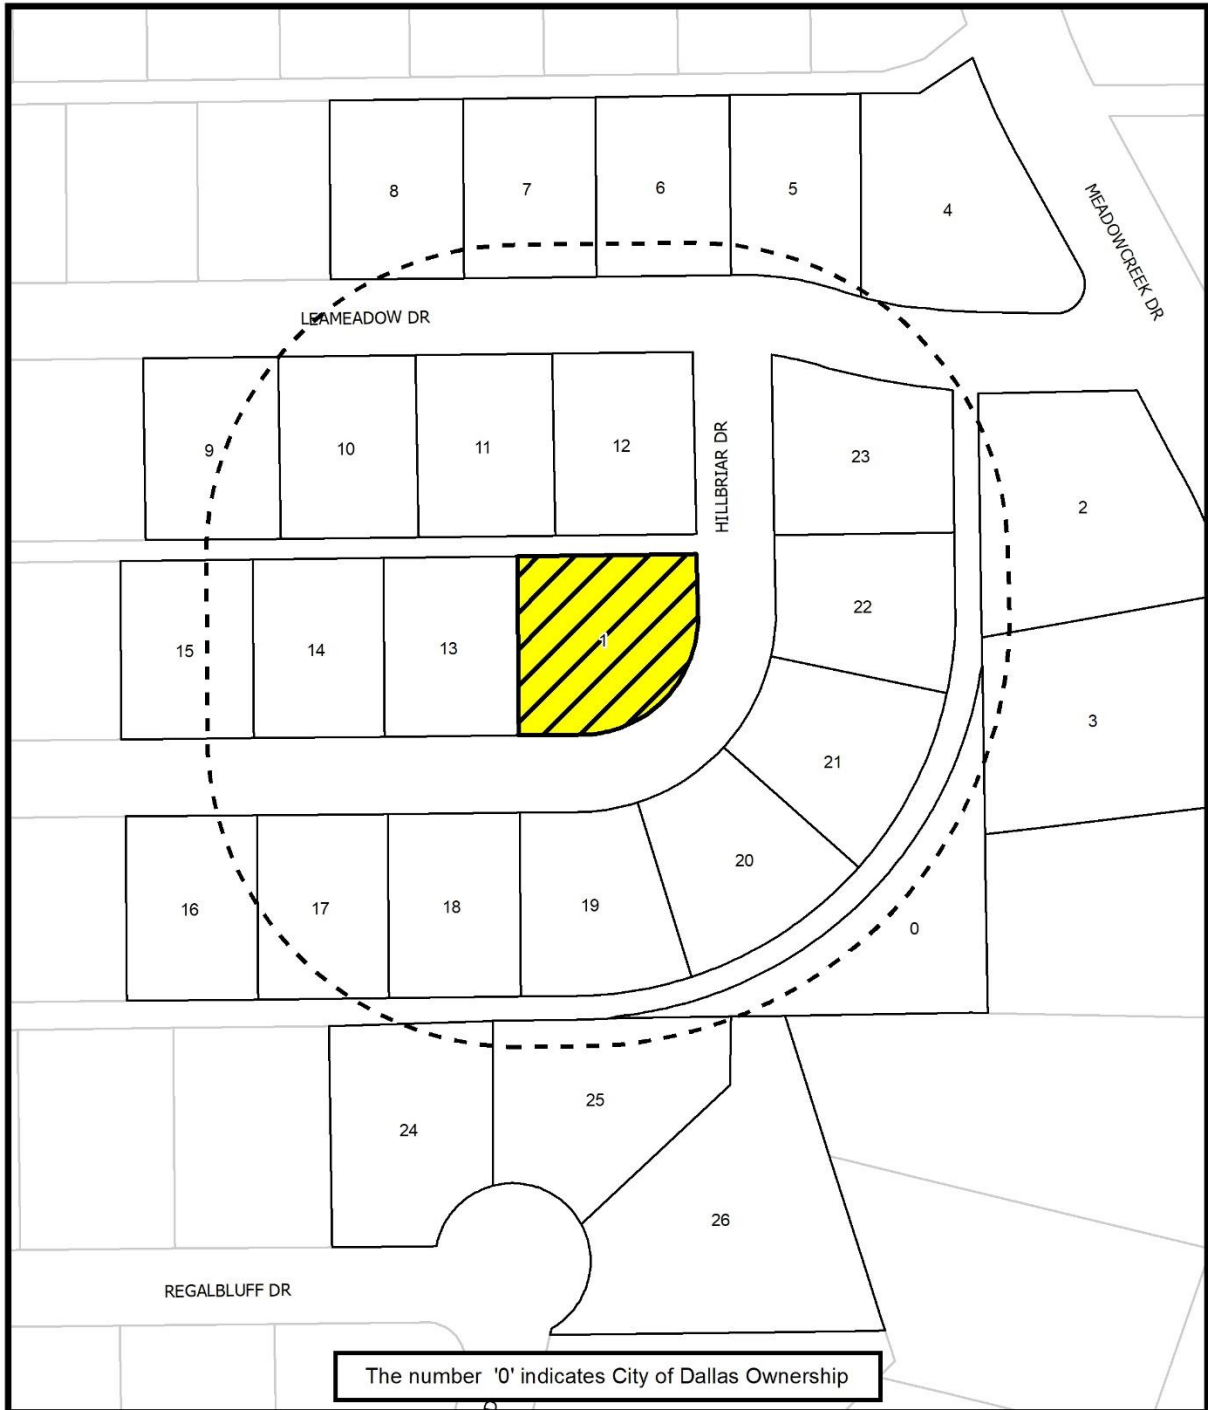 8 7 6 5 4
MEADOWCREEK DR
LEAMEADOW DR
9 10 11 12
HILLBRIAR DR
23
2
22
1
15 14 13
3
21
20
0
16 17 18 19
25
24
26
REGALBLUFF DR
The number '0' indicates City of Dallas Ownership